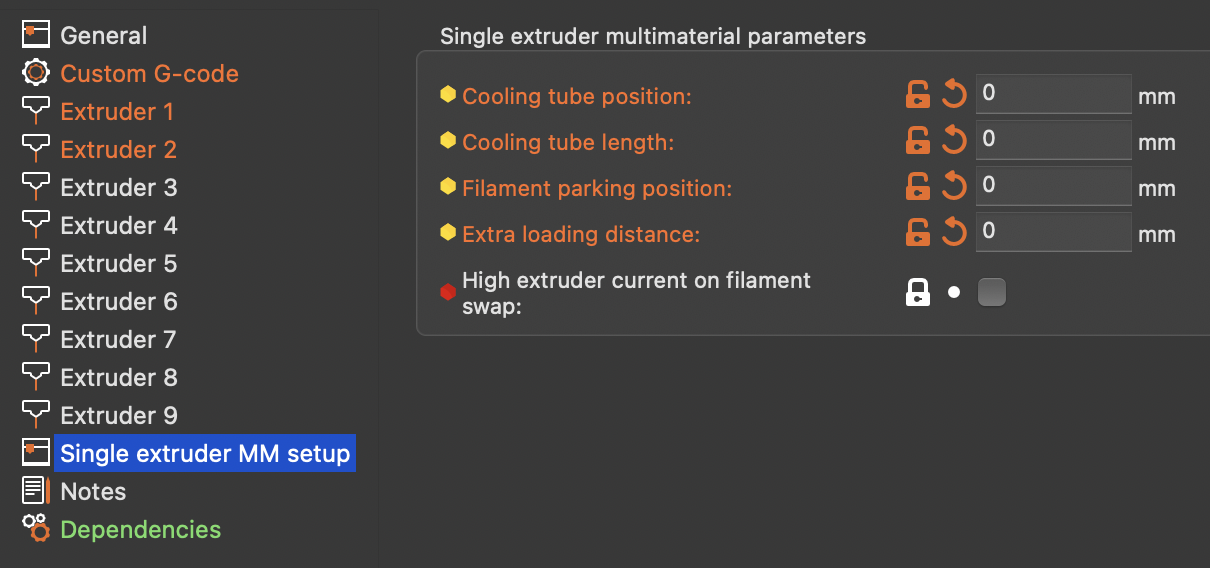 General
Custom G-code
Extruder 1
Extruder 2
Extruder 3
Extruder 4
Extruder 5
Extruder 6
Extruder 7
Extruder 8
Extruder 9
Single extruder MM setup
Notes
Dependencies
Single extruder multimaterial parameters
Cooling tube position: 0 mm
Cooling tube length: 0 mm
Filament parking position: 0 mm
Extra loading distance: 0 mm
High extruder current on filament
swap: